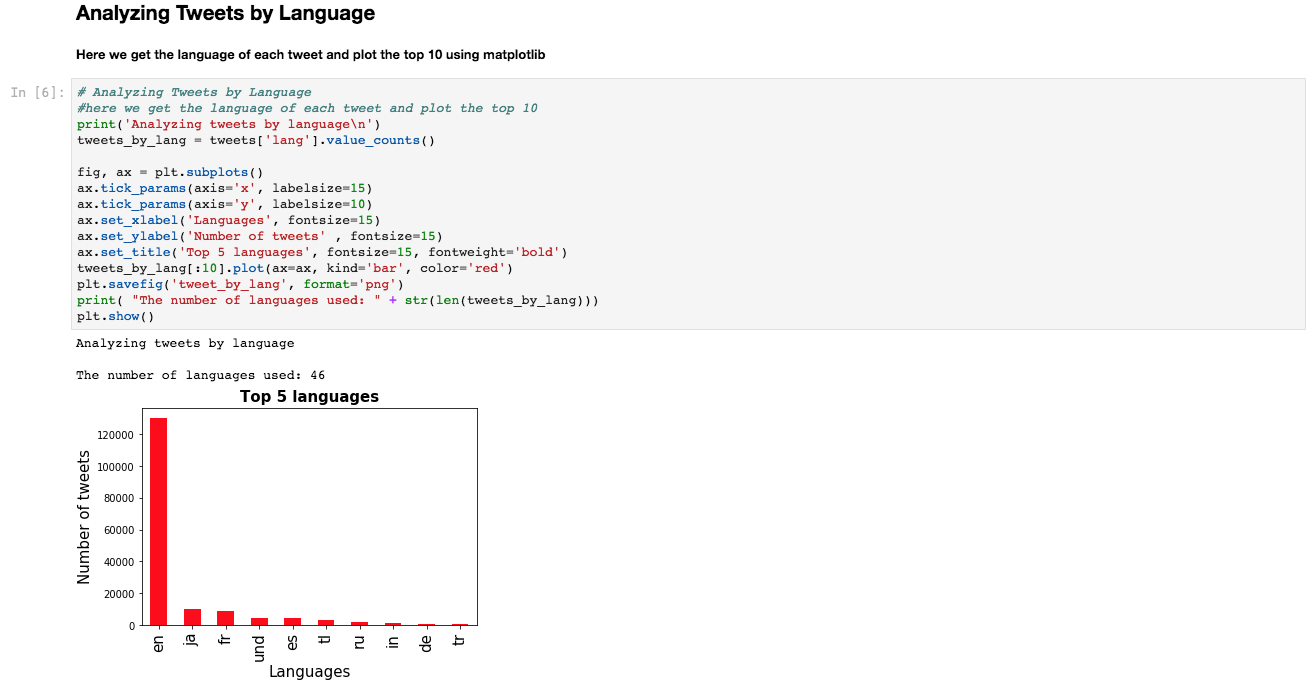 Analyzing Tweets by Language
Here we get the language of each tweet and plot the top 10 using matplotlib
In [6]:
# Analyzing Tweets by Language
#here we get the language of each tweet and plot the top 10
print('Analyzing tweets by language\n')
tweets_by_lang = tweets['lang'].value_counts()
fig, ax = plt.subplots()
ax.tick_params(axis='x', labelsize=15)
ax.tick_params(axis='y', labelsize=10)
ax.set_xlabel('Languages', fontsize=15)
ax.set_ylabel('Number of tweets' , fontsize=15)
ax.set_title('Top 5 languages', fontsize=15, fontweight='bold')
tweets_by_lang[:10].plot(ax=ax, kind='bar', color='red')
plt.savefig('tweet_by_lang', format='png')
print( "The number of languages used: " + str(len(tweets_by_lang)))
plt.show()
Analyzing tweets by language
The number of languages used: 46
Top 5 languages
Number of tweets
120000
100000
80000
60000
40000
20000
0
en ja fr und es tl ru in de tr
Languages